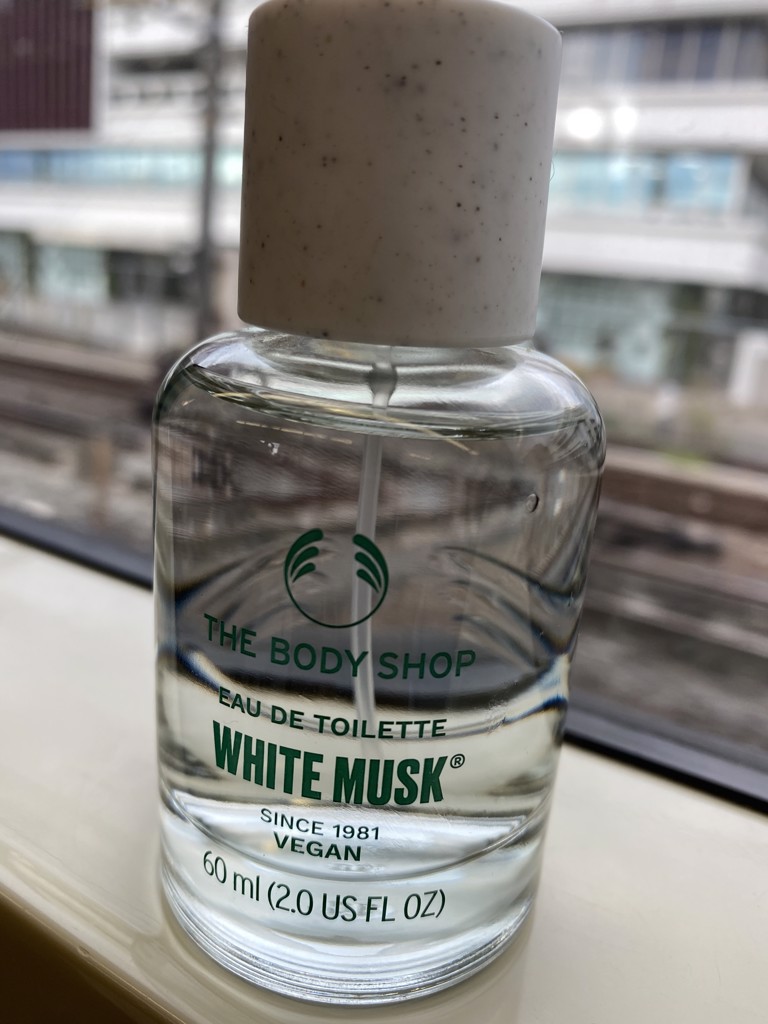 THE BODY SHOP
EAU DE TOILETTE
WHITE MUSK®
SINCE 1981
VEGAN
60 ml (2.0 US FL OZ)